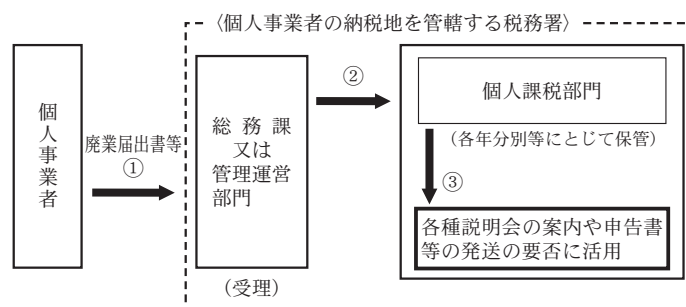 〈個人事業者の納税地を管轄する税務署〉
個人事業者
廃業届出書等
①
総務課
又は
管理運営
部門
(受理)
②
個人課税部門
(各年分別等にとじて保管)
③
各種説明会の案内や申告書
等の発送の要否に活用